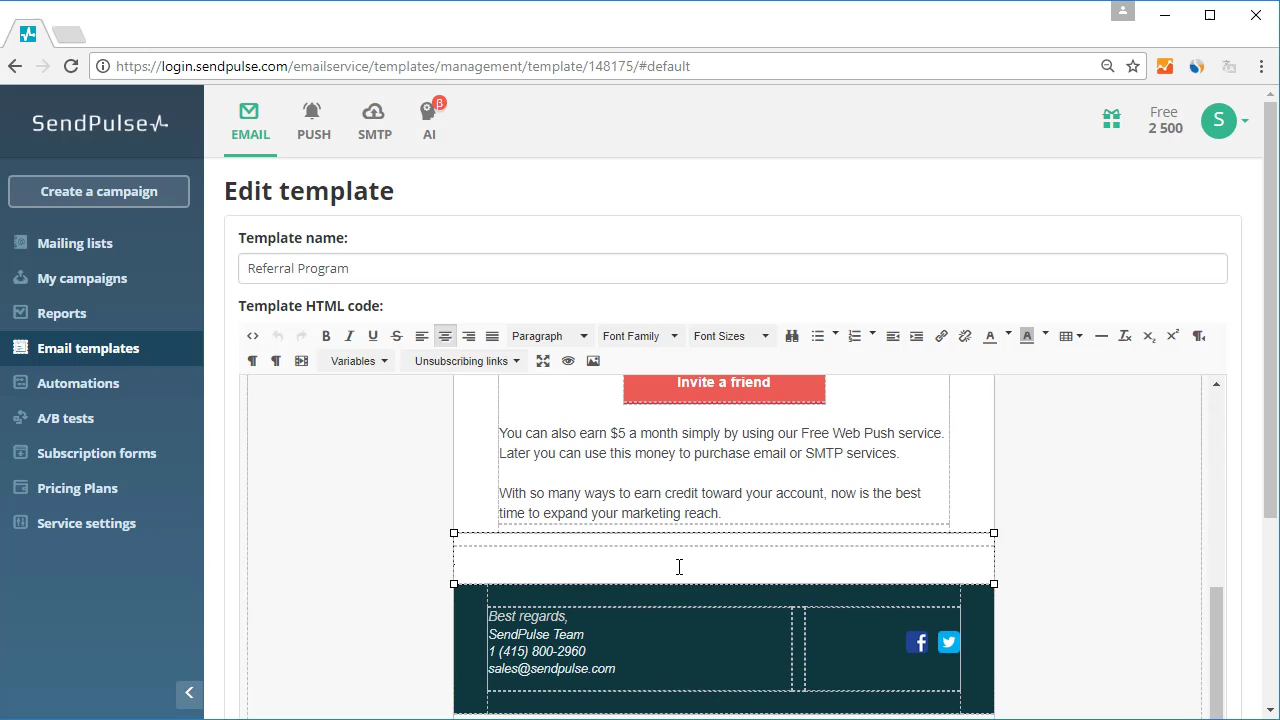 https://login.sendpulse.com/emailservice/templates/management/template/148175/#default
SendPulse
EMAIL
PUSH
SMTP
β
AI
Free
2 500
S
Create a campaign
Mailing lists
My campaigns
Reports
Email templates
Automations
A/B tests
Subscription forms
Pricing Plans
Service settings
Edit template
Template name:
Referral Program
Template HTML code:
Paragraph
Font Family
Font Sizes
Variables
Unsubscribing links
Invite a friend
You can also earn $5 a month simply by using our Free Web Push service.
Later you can use this money to purchase email or SMTP services.
With so many ways to earn credit toward your account, now is the best
time to expand your marketing reach.
Best regards,
SendPulse Team
1 (415) 800-2960
sales@sendpulse.com